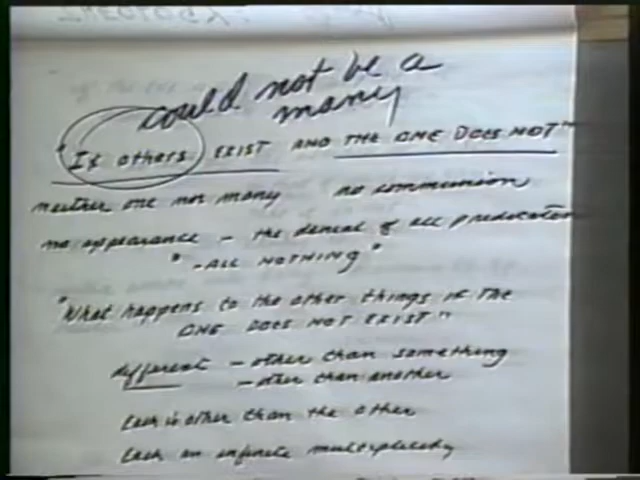 could not be a
many
"If others EXIST AND THE ONE DOES NOT"
neither one nor many no communion
no appearance - the denial of all predication
"-ALL NOTHING"
"What happens to the other things if THE
ONE DOES NOT EXIST"
different - other than something
- other than another
Each is other than the other
Each an infinite multiplicity